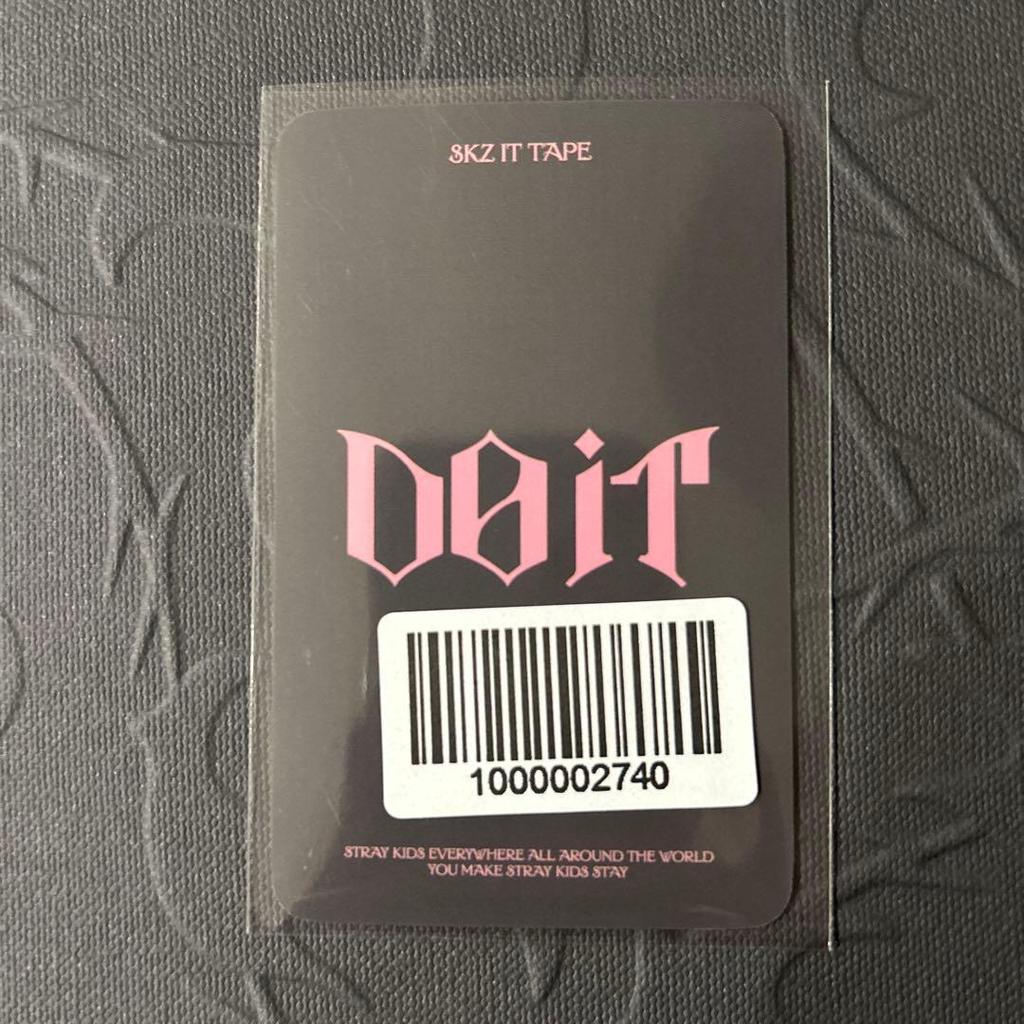 SKZ IT TAPE
DO iT
1000002740
STRAY KIDS EVERYWHERE ALL AROUND THE WORLD
YOU MAKE STRAY KIDS STAY